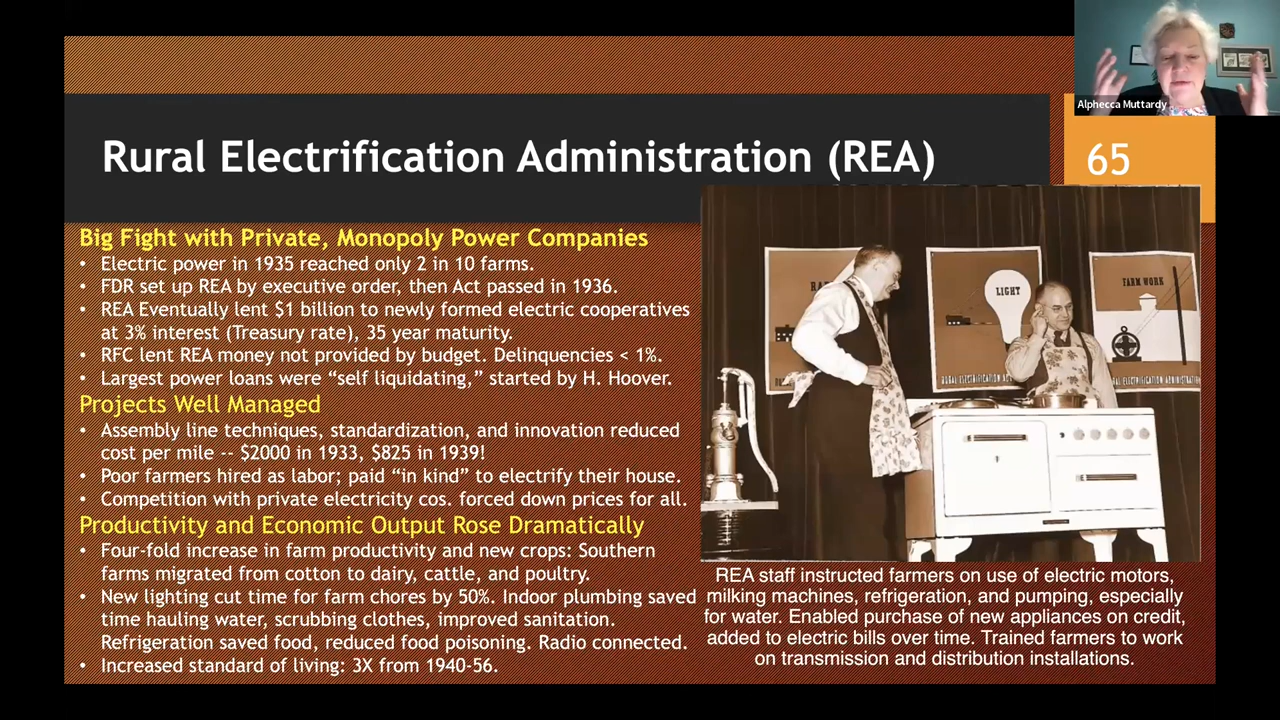 Alphecca Muttardy
Rural Electrification Administration (REA)
65
Big Fight with Private, Monopoly Power Companies
• Electric power in 1935 reached only 2 in 10 farms.
• FDR set up REA by executive order, then Act passed in 1936.
• REA Eventually lent $1 billion to newly formed electric cooperatives
at 3% interest (Treasury rate), 35 year maturity.
• RFC lent REA money not provided by budget. Delinquencies < 1%.
• Largest power loans were “self liquidating,” started by H. Hoover.
Projects Well Managed
• Assembly line techniques, standardization, and innovation reduced
cost per mile -- $2000 in 1933, $825 in 1939!
• Poor farmers hired as labor; paid “in kind” to electrify their house.
• Competition with private electricity cos. forced down prices for all.
Productivity and Economic Output Rose Dramatically
• Four-fold increase in farm productivity and new crops: Southern
farms migrated from cotton to dairy, cattle, and poultry.
• New lighting cut time for farm chores by 50%. Indoor plumbing saved
time hauling water, scrubbing clothes, improved sanitation.
Refrigeration saved food, reduced food poisoning. Radio connected.
• Increased standard of living: 3X from 1940-56.
LIGHT
FARM WORK
RURAL ELECTRIFICATION
RURAL ELECTRIFICATION ADMINISTRATION
REA staff instructed farmers on use of electric motors,
milking machines, refrigeration, and pumping, especially
for water. Enabled purchase of new appliances on credit,
added to electric bills over time. Trained farmers to work
on transmission and distribution installations.